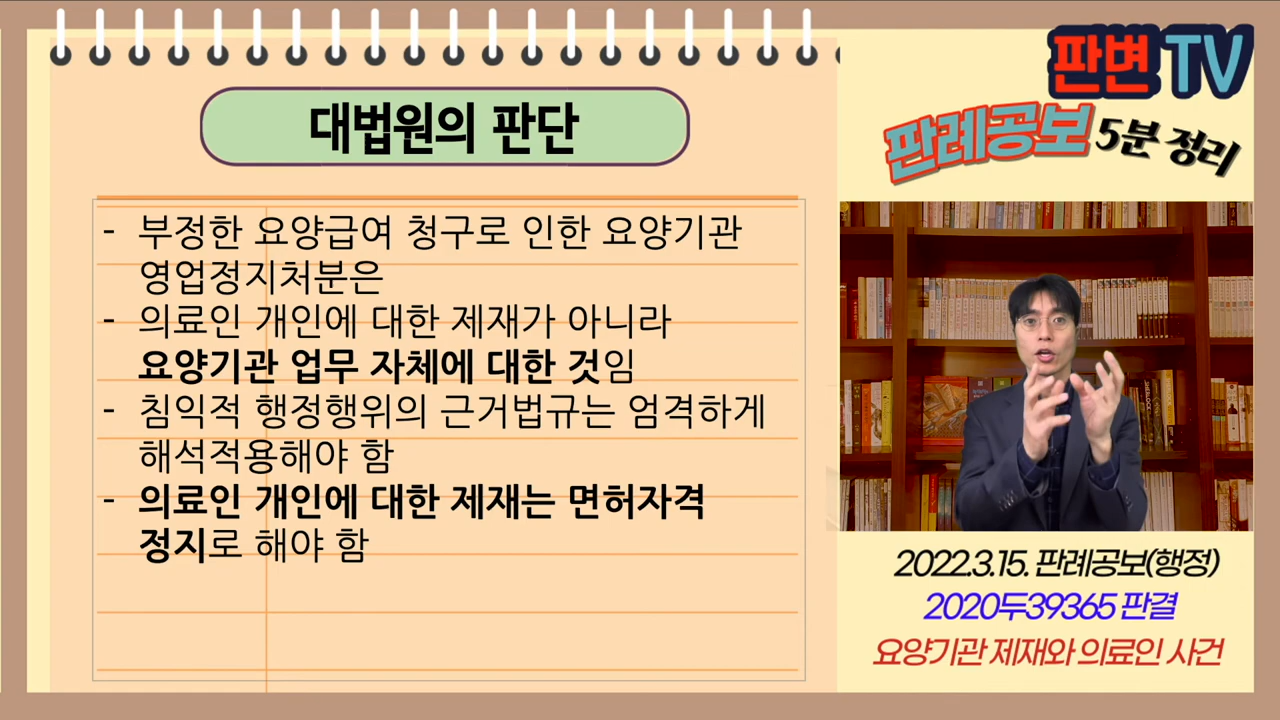 대법원의 판단
- 부정한 요양급여 청구로 인한 요양기관
영업정지처분은
- 의료인 개인에 대한 제재가 아니라
요양기관 업무 자체에 대한 것임
- 침익적 행정행위의 근거법규는 엄격하게
해석적용해야 함
- 의료인 개인에 대한 제재는 면허자격
정지로 해야 함
판변 TV
판례공보 5분 정리
2022.3.15. 판례공보(행정)
2020두39365 판결
요양기관 제재와 의료인 사건